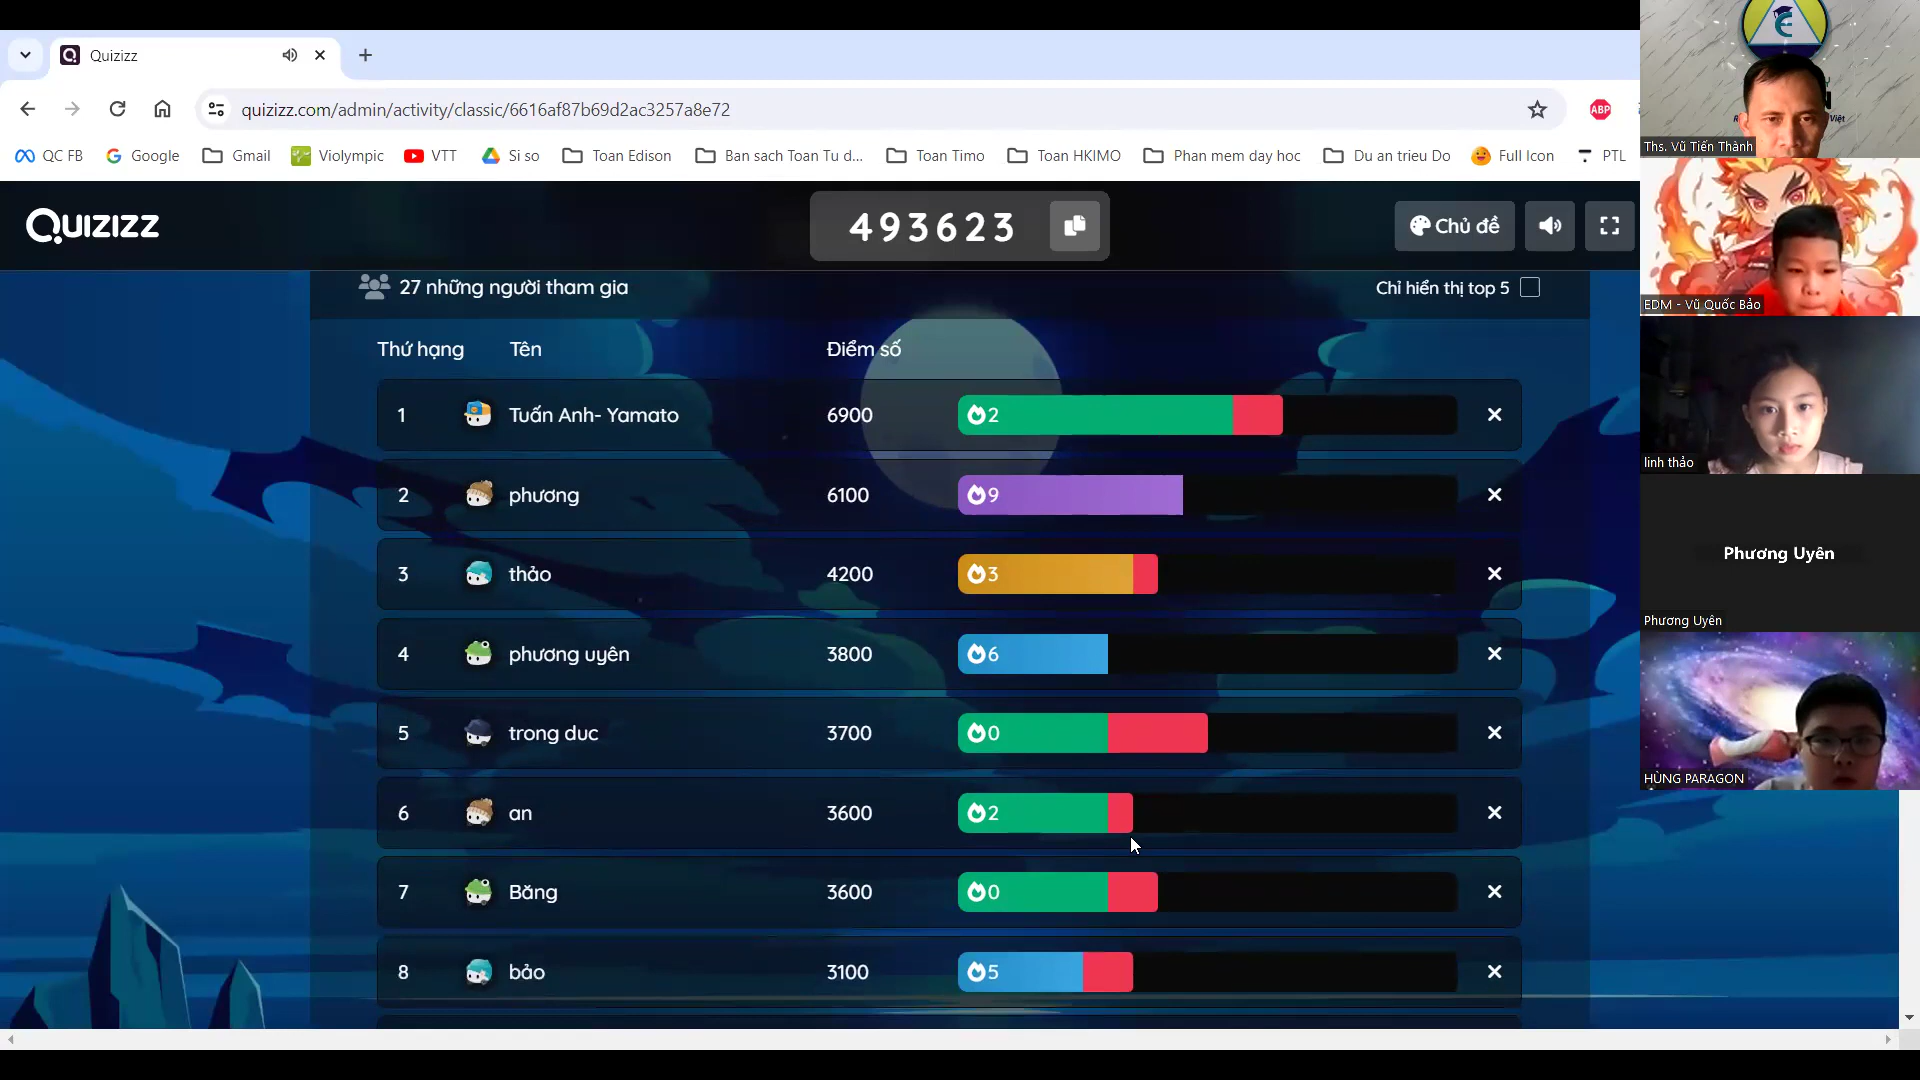 Quizizz
quizizz.com/admin/activity/classic/6616af87b69d2ac3257a8e72
ABP
QC FB
Google
Gmail
Violympic
VTT
Si so
Toan Edison
Ban sach Toan Tu d...
Toan Timo
Toan HKIMO
Phan mem day hoc
Du an trieu Do
Full Icon
PTL
QUIZIZZ
493623
Chủ đề
27 những người tham gia
Chỉ hiển thị top 5
Thứ hạng Tên Điểm số
1 Tuấn Anh- Yamato 6900 2
2 phương 6100 9
3 thảo 4200 3
4 phương uyên 3800 6
5 trong duc 3700 0
6 an 3600 2
7 Băng 3600 0
8 bảo 3100 5
Ths. Vũ Tiến Thành
EDM - Vũ Quốc Bảo
linh thảo
Phương Uyên
Phương Uyên
HÙNG PARAGON